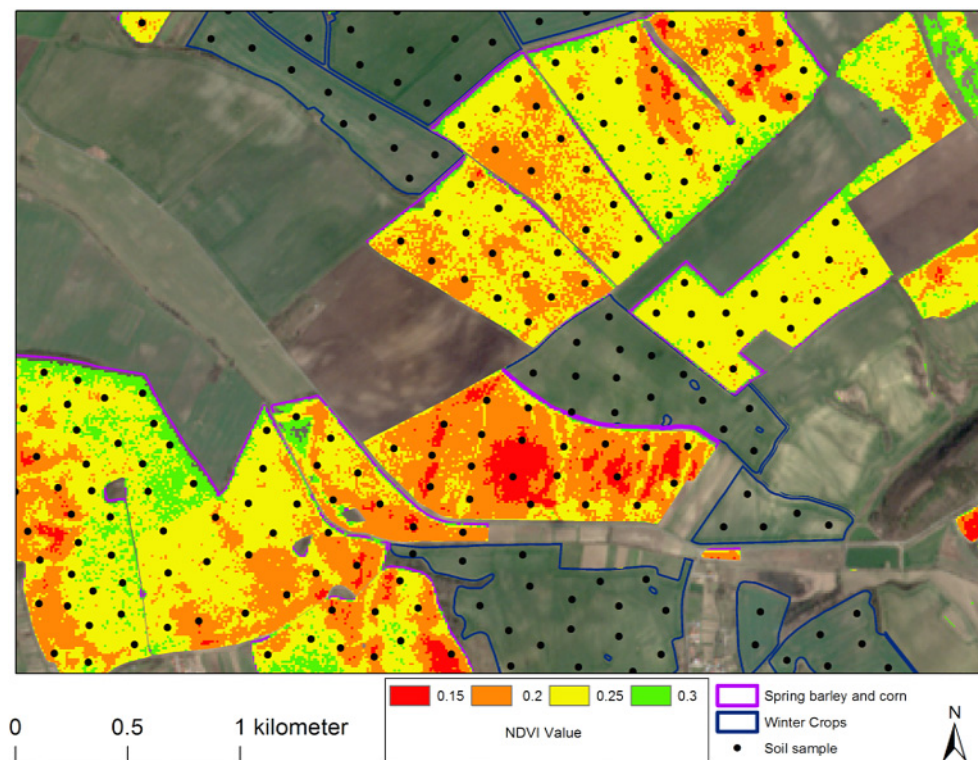 0.15 0.2 0.25 0.3
NDVI Value
Spring barley and corn
Winter Crops
Soil sample
N
0 0.5 1 kilometer